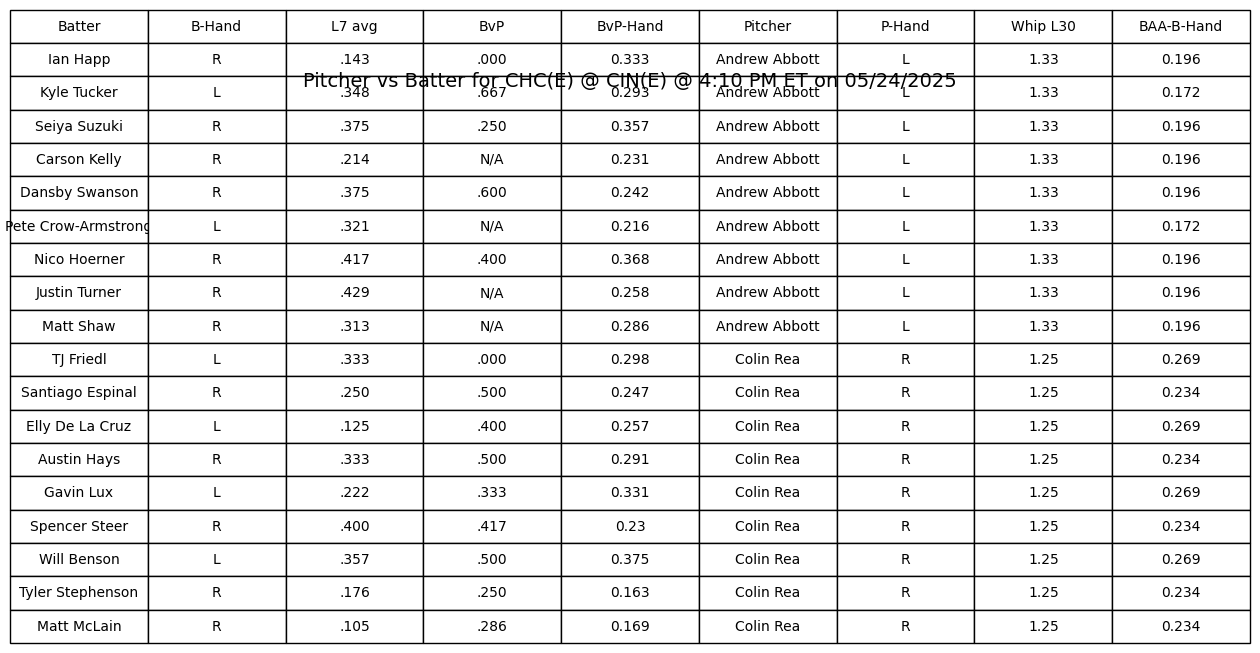 Batter B-Hand L7 avg BvP BvP-Hand Pitcher P-Hand Whip L30 BAA-B-Hand
Ian Happ R .143 .000 0.333 Andrew Abbott L 1.33 0.196
Pitcher vs Batter for CHC(E) @ CIN(E) @ 4:10 PM ET on 05/24/2025
Kyle Tucker L .348 .667 0.293 Andrew Abbott L 1.33 0.172
Seiya Suzuki R .375 .250 0.357 Andrew Abbott L 1.33 0.196
Carson Kelly R .214 N/A 0.231 Andrew Abbott L 1.33 0.196
Dansby Swanson R .375 .600 0.242 Andrew Abbott L 1.33 0.196
Pete Crow-Armstrong L .321 N/A 0.216 Andrew Abbott L 1.33 0.172
Nico Hoerner R .417 .400 0.368 Andrew Abbott L 1.33 0.196
Justin Turner R .429 N/A 0.258 Andrew Abbott L 1.33 0.196
Matt Shaw R .313 N/A 0.286 Andrew Abbott L 1.33 0.196
TJ Friedl L .333 .000 0.298 Colin Rea R 1.25 0.269
Santiago Espinal R .250 .500 0.247 Colin Rea R 1.25 0.234
Elly De La Cruz L .125 .400 0.257 Colin Rea R 1.25 0.269
Austin Hays R .333 .500 0.291 Colin Rea R 1.25 0.234
Gavin Lux L .222 .333 0.331 Colin Rea R 1.25 0.269
Spencer Steer R .400 .417 0.23 Colin Rea R 1.25 0.234
Will Benson L .357 .500 0.375 Colin Rea R 1.25 0.269
Tyler Stephenson R .176 .250 0.163 Colin Rea R 1.25 0.234
Matt McLain R .105 .286 0.169 Colin Rea R 1.25 0.234